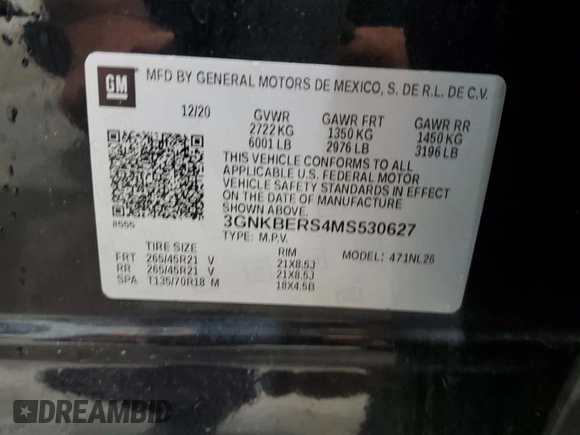 GM
MFD BY GENERAL MOTORS DE MEXICO, S. DE R.L. DE C.V.
12/20 GVWR GAWR FRT GAWR RR
2722 KG 1350 KG 1450 KG
6001 LB 2976 LB 3196 LB
THIS VEHICLE CONFORMS TO ALL
APPLICABLE U.S. FEDERAL MOTOR
VEHICLE SAFETY STANDARDS IN EFFECT
ON THE DATE OF MANUFACTURE
SHOWN ABOVE.
3GNKBERS4MS530627
TYPE: M.P.V.
TIRE SIZE RIM MODEL: 471NL26
FRT 265/45R21 V 21X8.5J
RR 265/45R21 V 21X8.5J
SPA T135/70R18 M 18X4.5B
DREAMBID